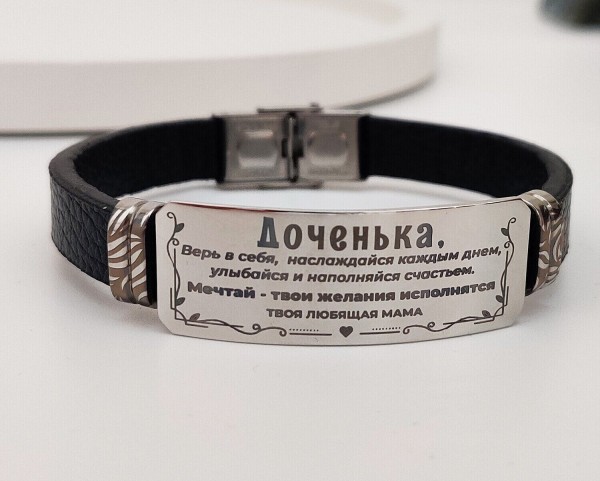 Доченька,
Верь в себя, наслаждайся каждым днем,
улыбайся и наполняйся счастьем.
Мечтай - твои желания исполнятся
ТВОЯ ЛЮБЯЩАЯ МАМА